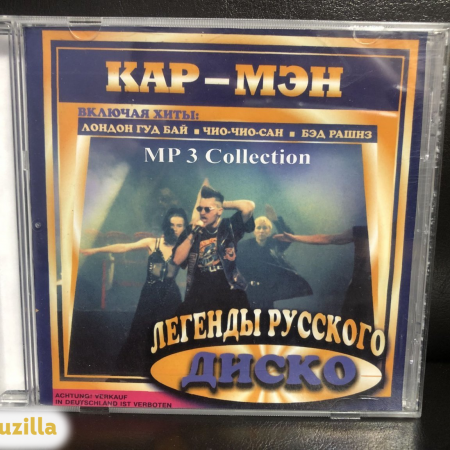 КАР-МЭН
ВКЛЮЧАЯ ХИТЫ:
ЛОНДОН ГУД БАЙ ■ ЧИО-ЧИО-САН ■ БЭД РАШНЗ
MP 3 Collection
ЛЕГЕНДЫ РУССКОГО
ДИСКО
ACHTUNG! VERKAUF
IN DEUTSCHLAND IST VERBOTEN
uzilla